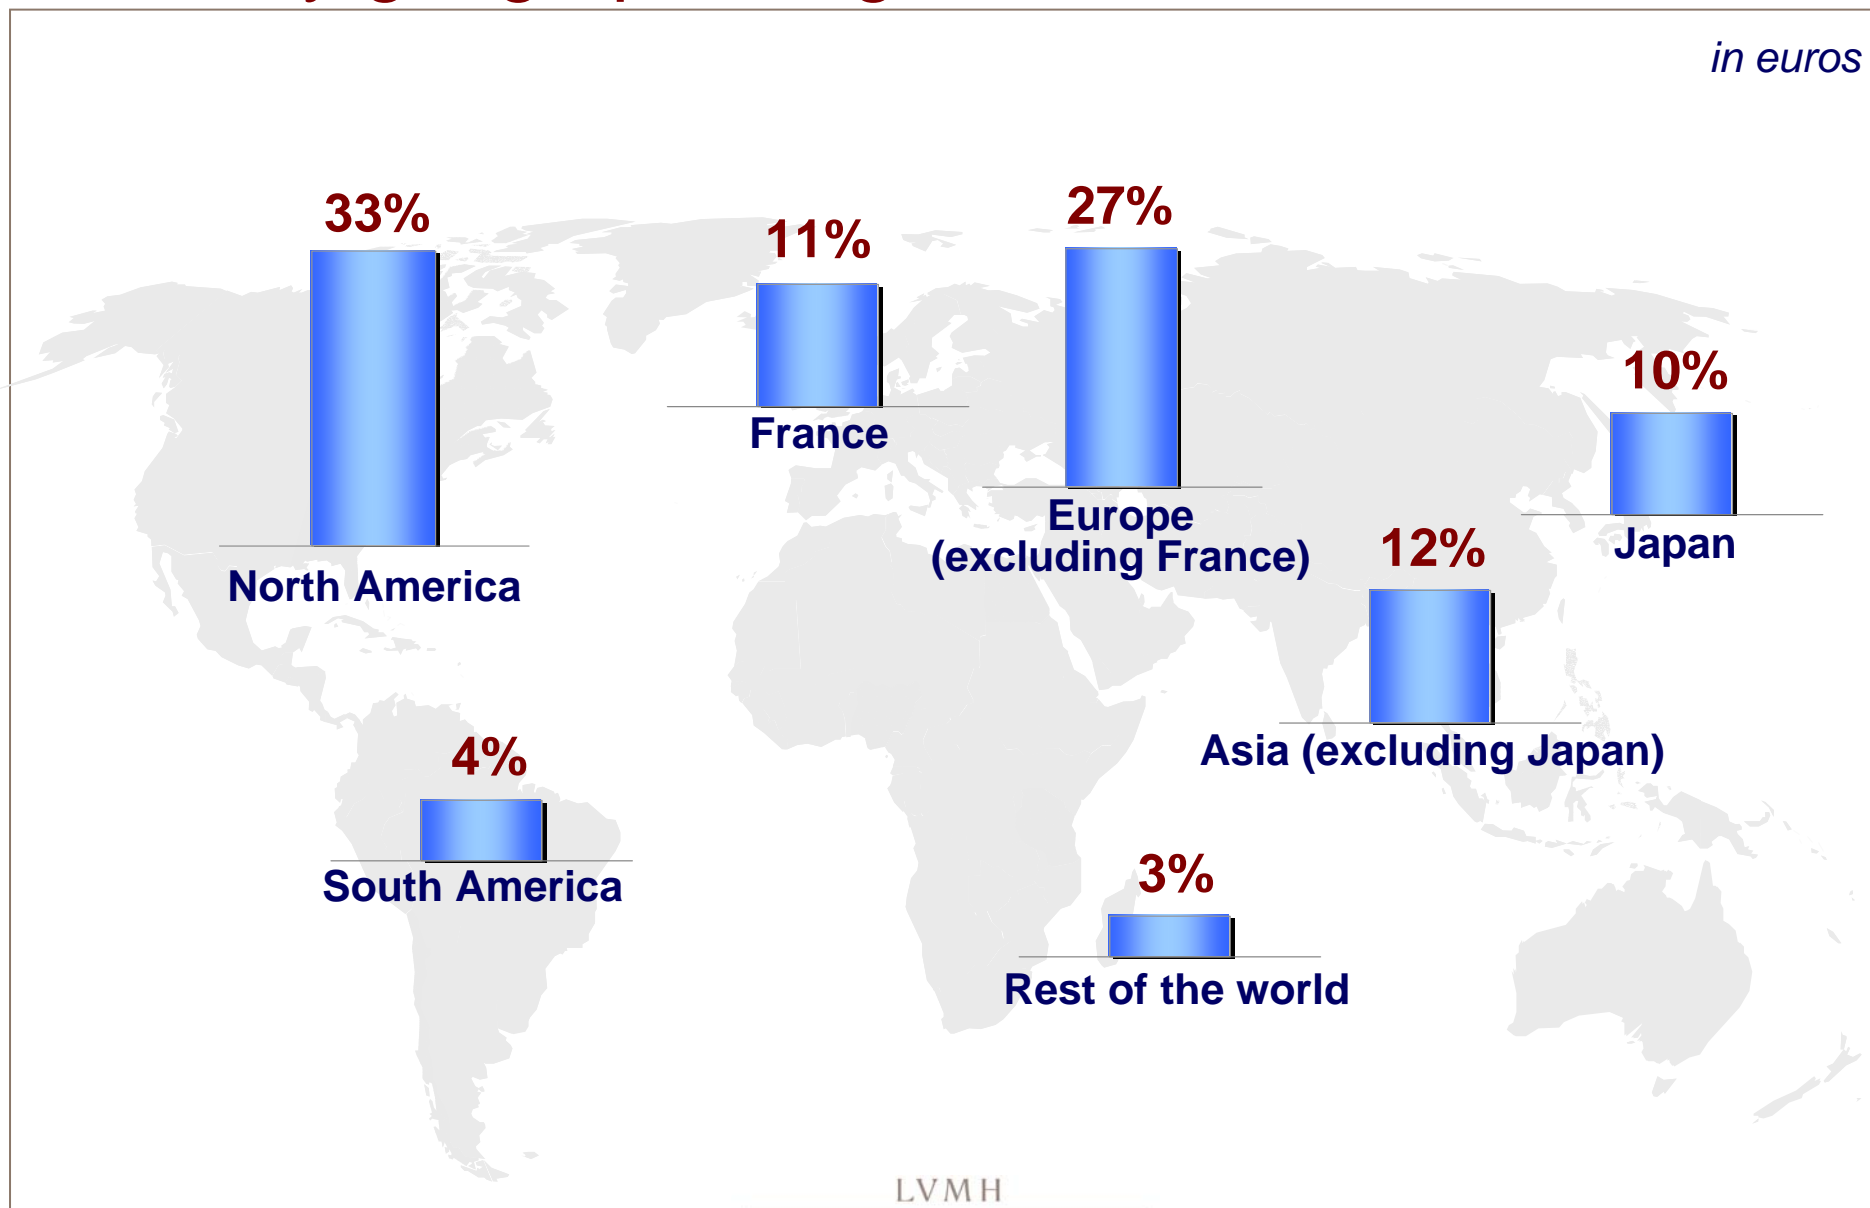 in euros
33%
11%
27%
10%
France
Europe
(excluding France)
12%
Japan
North America
4%
Asia (excluding Japan)
South America
3%
Rest of the world
LVMH